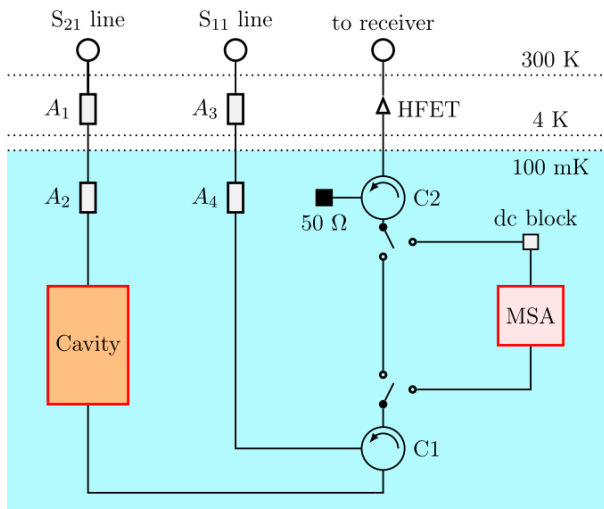 S₂₁ line
S₁₁ line
to receiver
300 K
A₁
A₃
HFET
4 K
100 mK
A₂
A₄
50 Ω
C2
dc block
Cavity
MSA
C1